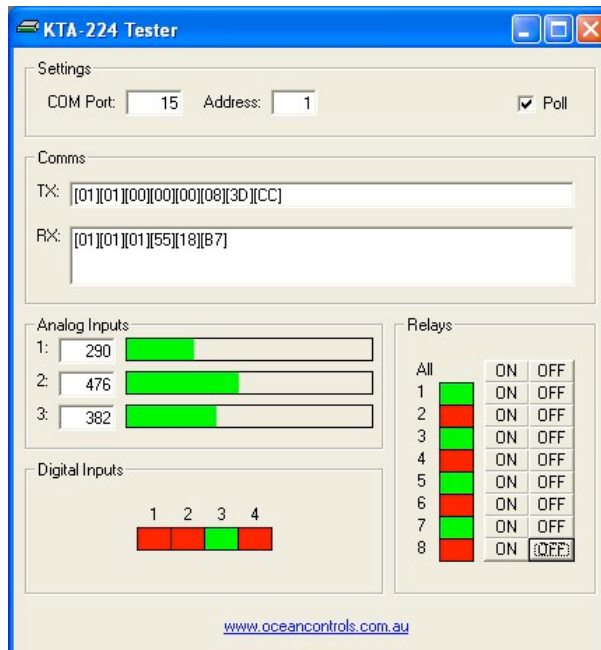 KTA-224 Tester
Settings
COM Port: 15 Address: 1 Poll
Comms
TX: [01][01][00][00][00][08][3D][CC]
RX: [01][01][01][55][18][B7]
Analog Inputs
1: 290
2: 476
3: 382
Digital Inputs
1 2 3 4
Relays
All ON OFF
1 ON OFF
2 ON OFF
3 ON OFF
4 ON OFF
5 ON OFF
6 ON OFF
7 ON OFF
8 ON OFF
www.oceancontrols.com.au